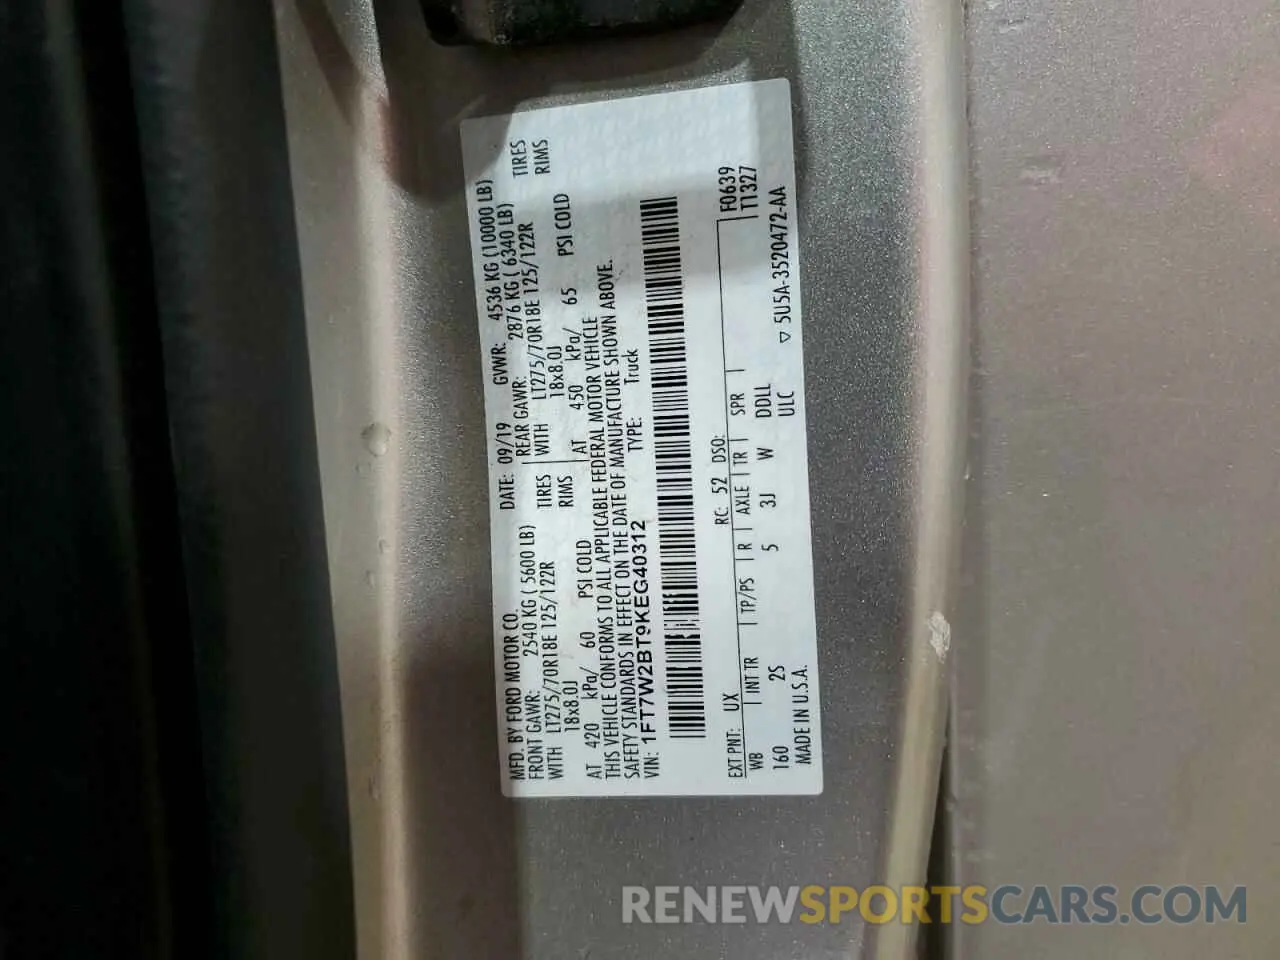 MFD. BY FORD MOTOR CO.
DATE: 09/19 GVWR: 4536 KG (10000 LB)
FRONT GAWR: 2540 KG ( 5600 LB)
REAR GAWR: 2876 KG ( 6340 LB)
WITH LT275/70R18E 125/122R TIRES
WITH LT275/70R18E 125/122R TIRES
18x8.0J RIMS
18x8.0J RIMS
AT 420 kPa/ 60 PSI COLD
AT 450 kPa/ 65 PSI COLD
THIS VEHICLE CONFORMS TO ALL APPLICABLE FEDERAL MOTOR VEHICLE
SAFETY STANDARDS IN EFFECT ON THE DATE OF MANUFACTURE SHOWN ABOVE.
VIN: 1FT7W2BT9KEG40312 TYPE: Truck
F0639
EXT PNT: UX RC: 52 DSO: T1327
WB INT TR TP/PS R AXLE TR SPR
160 2S 5 3J W DDLL
MADE IN U.S.A. ULC
▽ 5U5A-3520472-AA
RENEWSPORTSCARS.COM